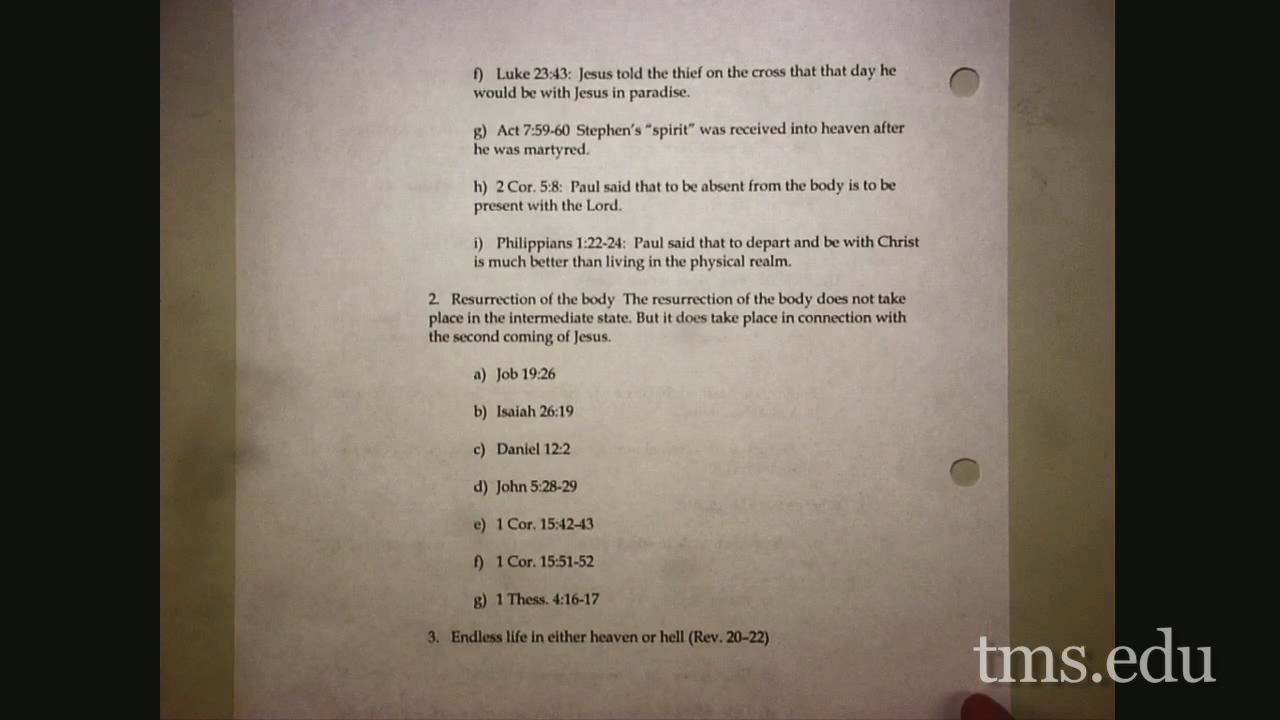 f) Luke 23:43: Jesus told the thief on the cross that that day he
would be with Jesus in paradise.
g) Act 7:59-60 Stephen's "spirit" was received into heaven after
he was martyred.
h) 2 Cor. 5:8: Paul said that to be absent from the body is to be
present with the Lord.
i) Philippians 1:22-24: Paul said that to depart and be with Christ
is much better than living in the physical realm.
2. Resurrection of the body The resurrection of the body does not take
place in the intermediate state. But it does take place in connection with
the second coming of Jesus.
a) Job 19:26
b) Isaiah 26:19
c) Daniel 12:2
d) John 5:28-29
e) 1 Cor. 15:42-43
f) 1 Cor. 15:51-52
g) 1 Thess. 4:16-17
3. Endless life in either heaven or hell (Rev. 20–22)
tms.edu